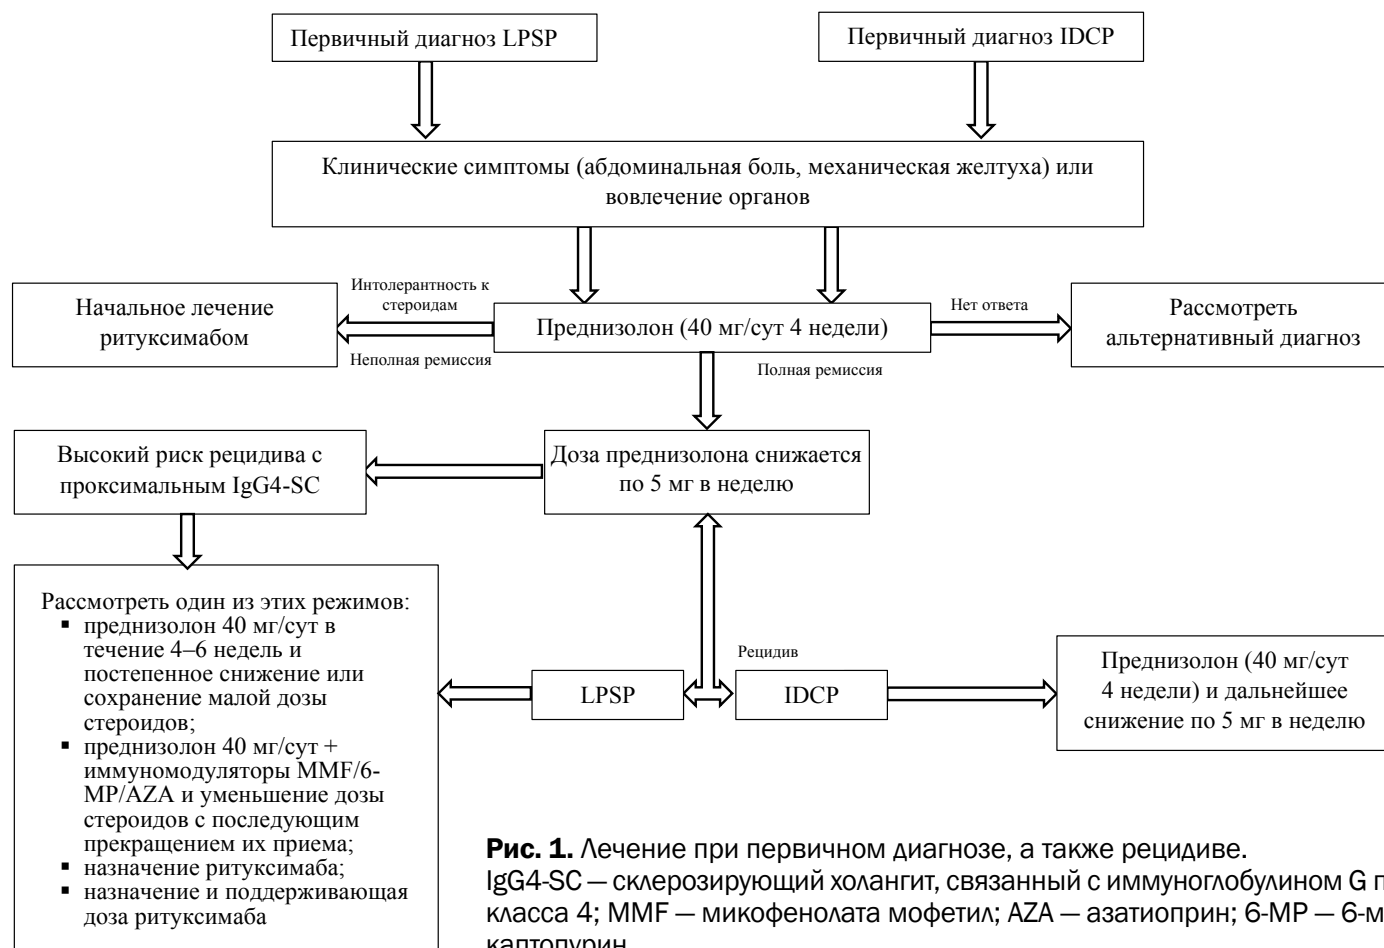 Первичный диагноз LPSP
Первичный диагноз IDCP
Клинические симптомы (абдоминальная боль, механическая желтуха) или
вовлечение органов
Начальное лечение
ритуксимабом
Интолерантность к
стероидам
Неполная ремиссия
Преднизолон (40 мг/сут 4 недели)
Нет ответа
Рассмотреть
альтернативный диагноз
Полная ремиссия
Высокий риск рецидива с
проксимальным IgG4-SC
Доза преднизолона снижается
по 5 мг в неделю
Рассмотреть один из этих режимов:
▪ преднизолон 40 мг/сут в
течение 4–6 недель и
постепенное снижение или
сохранение малой дозы
стероидов;
▪ преднизолон 40 мг/сут +
иммуномодуляторы MMF/6-
MP/AZA и уменьшение дозы
стероидов с последующим
прекращением их приема;
▪ назначение ритуксимаба;
▪ назначение и поддерживающая
доза ритуксимаба
Рецидив
LPSP
IDCP
Преднизолон (40 мг/сут
4 недели) и дальнейшее
снижение по 5 мг в неделю
Рис. 1. Лечение при первичном диагнозе, а также рецидиве.
IgG4-SC — склерозирующий холангит, связанный с иммуноглобулином G п
класса 4; MMF — микофенолата мофетил; AZA — азатиоприн; 6-MP — 6-м
каптопурин